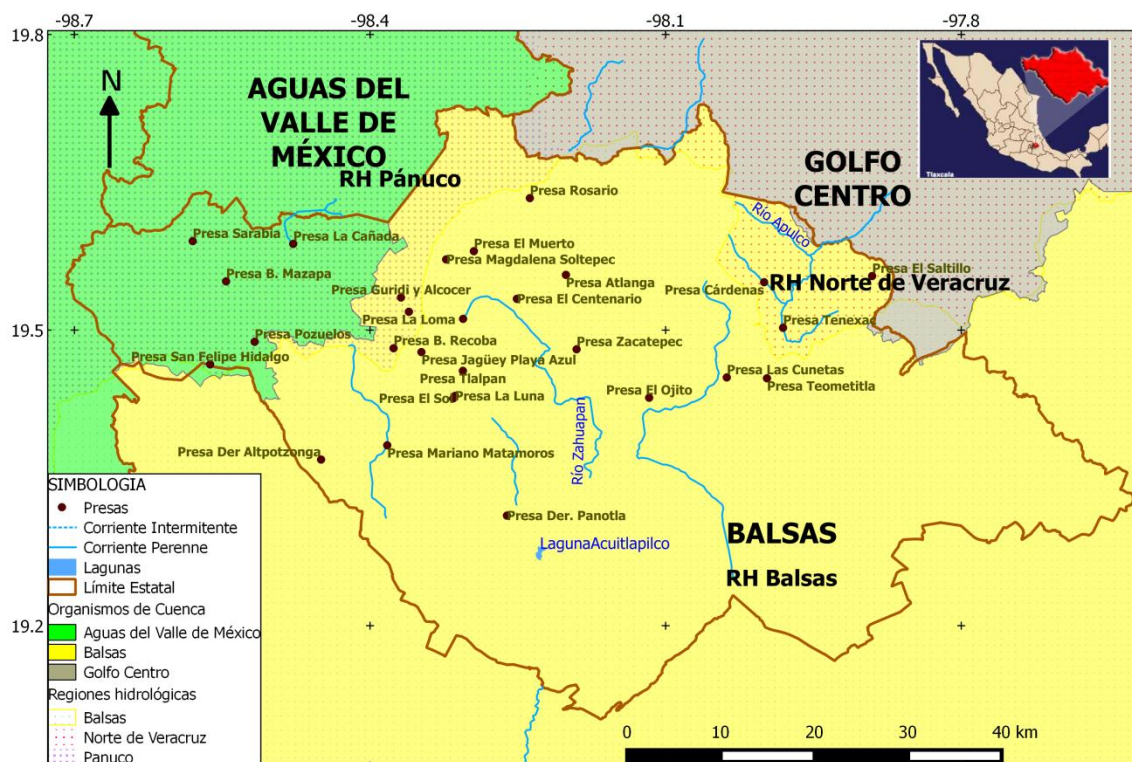 -98.7
-98.4
-98.1
-97.8
19.8
N
AGUAS DEL
VALLE DE
MÉXICO
RH Pánuco
GOLFO
CENTRO
Tlaxcala
Presa Rosario
Río Apulco
Presa Sarabia
Presa La Cañada
Presa El Muerto
Presa Magdalena Soltepec
Presa B. Mazapa
Presa Atlanga
Presa Cárdenas
RH Norte de Veracruz
Presa El Saltillo
Presa Guridi y Alcocer
Presa El Centenario
19.5
Presa La Loma
Presa Tenexac
Presa Pozuelos
Presa B. Recoba
Presa Zacatepec
Presa San Felipe Hidalgo
Presa Jagüey Playa Azul
Presa Tlalpan
Presa Las Cunetas
Presa Teometitla
Presa El Sol
Presa La Luna
Presa El Ojito
Río Zahuapan
Presa Der Altpotzonga
Presa Mariano Matamoros
Presa Der. Panotla
LagunaAcuitlapilco
BALSAS
RH Balsas
19.2
SIMBOLOGIA
Presas
Corriente Intermitente
Corriente Perenne
Lagunas
Límite Estatal
Organismos de Cuenca
Aguas del Valle de México
Balsas
Golfo Centro
Regiones hidrológicas
Balsas
Norte de Veracruz
Panuco
0 10 20 30 40 km